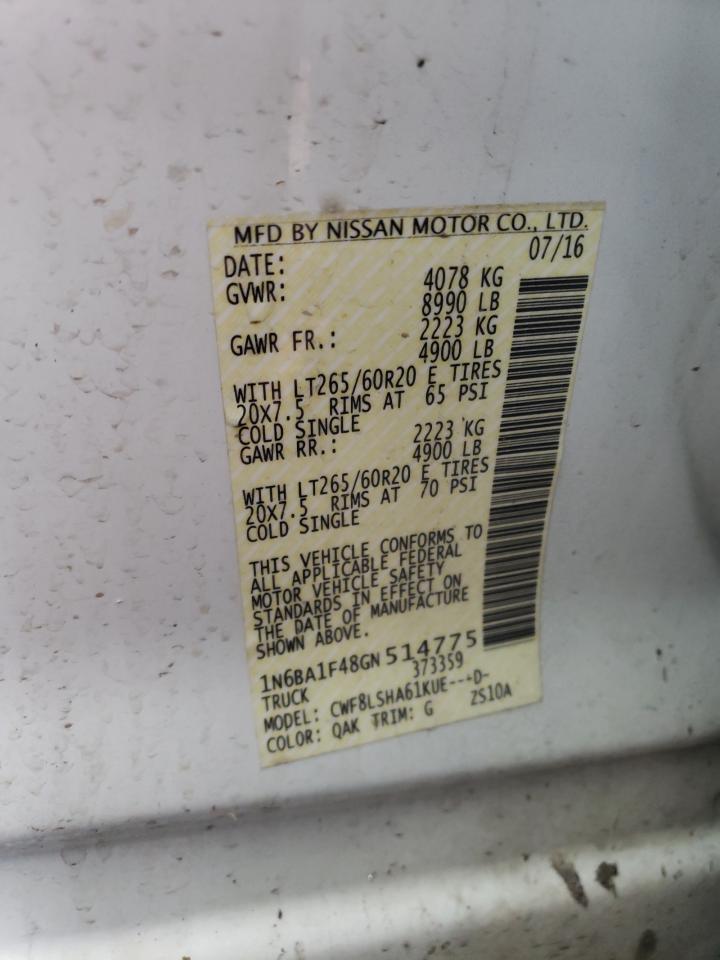 MFD BY NISSAN MOTOR CO., LTD.
DATE: 07/16
GVWR: 4078 KG
8990 LB
GAWR FR.: 2223 KG
4900 LB
WITH LT265/60R20 E TIRES
20X7.5 RIMS AT 65 PSI
COLD SINGLE
GAWR RR.: 2223 KG
4900 LB
WITH LT265/60R20 E TIRES
20X7.5 RIMS AT 70 PSI
COLD SINGLE
THIS VEHICLE CONFORMS TO
ALL APPLICABLE FEDERAL
MOTOR VEHICLE SAFETY
STANDARDS IN EFFECT ON
THE DATE OF MANUFACTURE
SHOWN ABOVE.
1N6BA1F48GN514775
TRUCK 373359
MODEL: CWF8LSHA61KUE---+D-
COLOR: QAK TRIM: G ZS10A